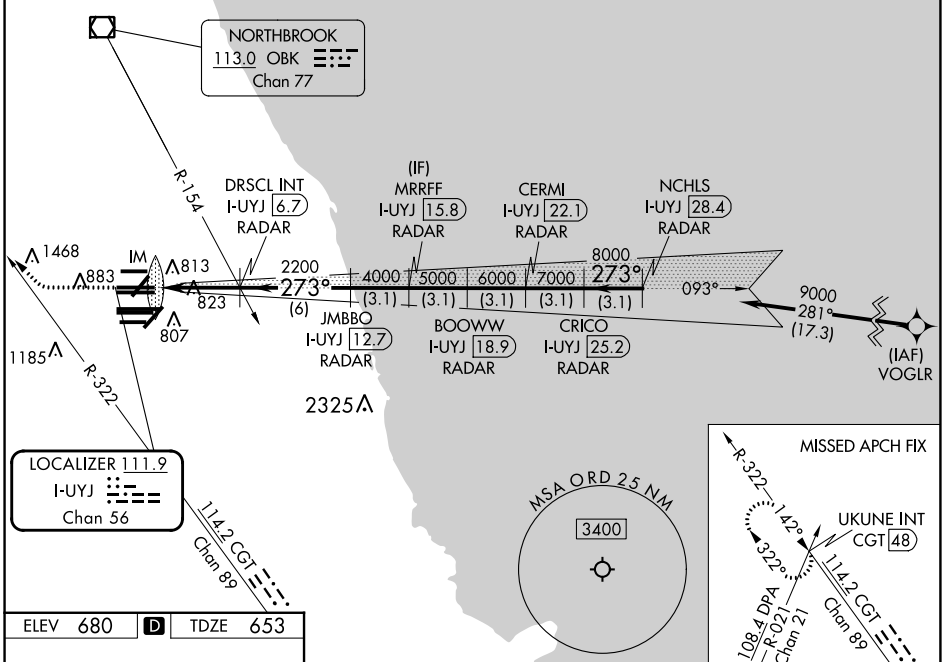 NORTHBROOK
113.0 OBK
Chan 77
R-154
DRSCL INT
I-UYJ 6.7
RADAR
(IF)
MRRFF
I-UYJ 15.8
RADAR
CERMI
I-UYJ 22.1
RADAR
NCHLS
I-UYJ 28.4
RADAR
1468
883
IM
813
823
807
2200
273°
(6)
4000
(3.1)
5000
(3.1)
6000
(3.1)
7000
(3.1)
8000
273°
(3.1)
093°
9000
281°
(17.3)
(IAF)
VOGLR
JMBBO
I-UYJ 12.7
RADAR
BOOWW
I-UYJ 18.9
RADAR
CRICO
I-UYJ 25.2
RADAR
1185
R-322
2325
LOCALIZER 111.9
I-UYJ
Chan 56
114.2 CGT
Chan 89
MSA ORD 25 NM
3400
MISSED APCH FIX
R-322
142°
322°
UKUNE INT
CGT 48
114.2 CGT
Chan 89
108.4 DPA
R-021
Chan 21
ELEV 680 D TDZE 653